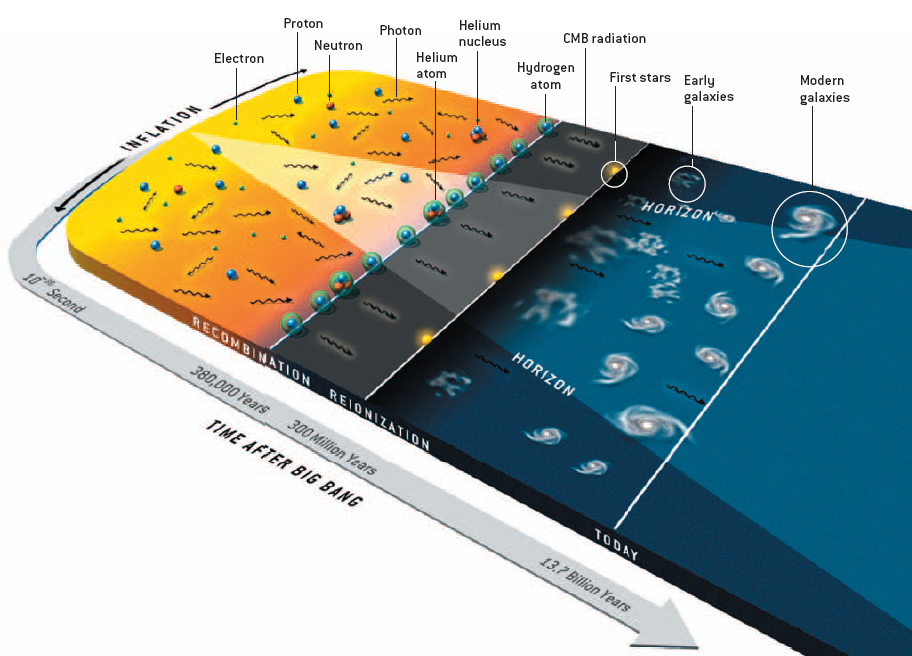 Proton
Neutron
Photon
Helium
nucleus
CMB radiation
Electron
Helium
atom
Hydrogen
atom
First stars
Early
galaxies
Modern
galaxies
INFLATION
HORIZON
HORIZON
10⁻³⁵ Second
RECOMBINATION
380,000 Years
REIONIZATION
300 Million Years
TIME AFTER BIG BANG
TODAY
13.7 Billion Years